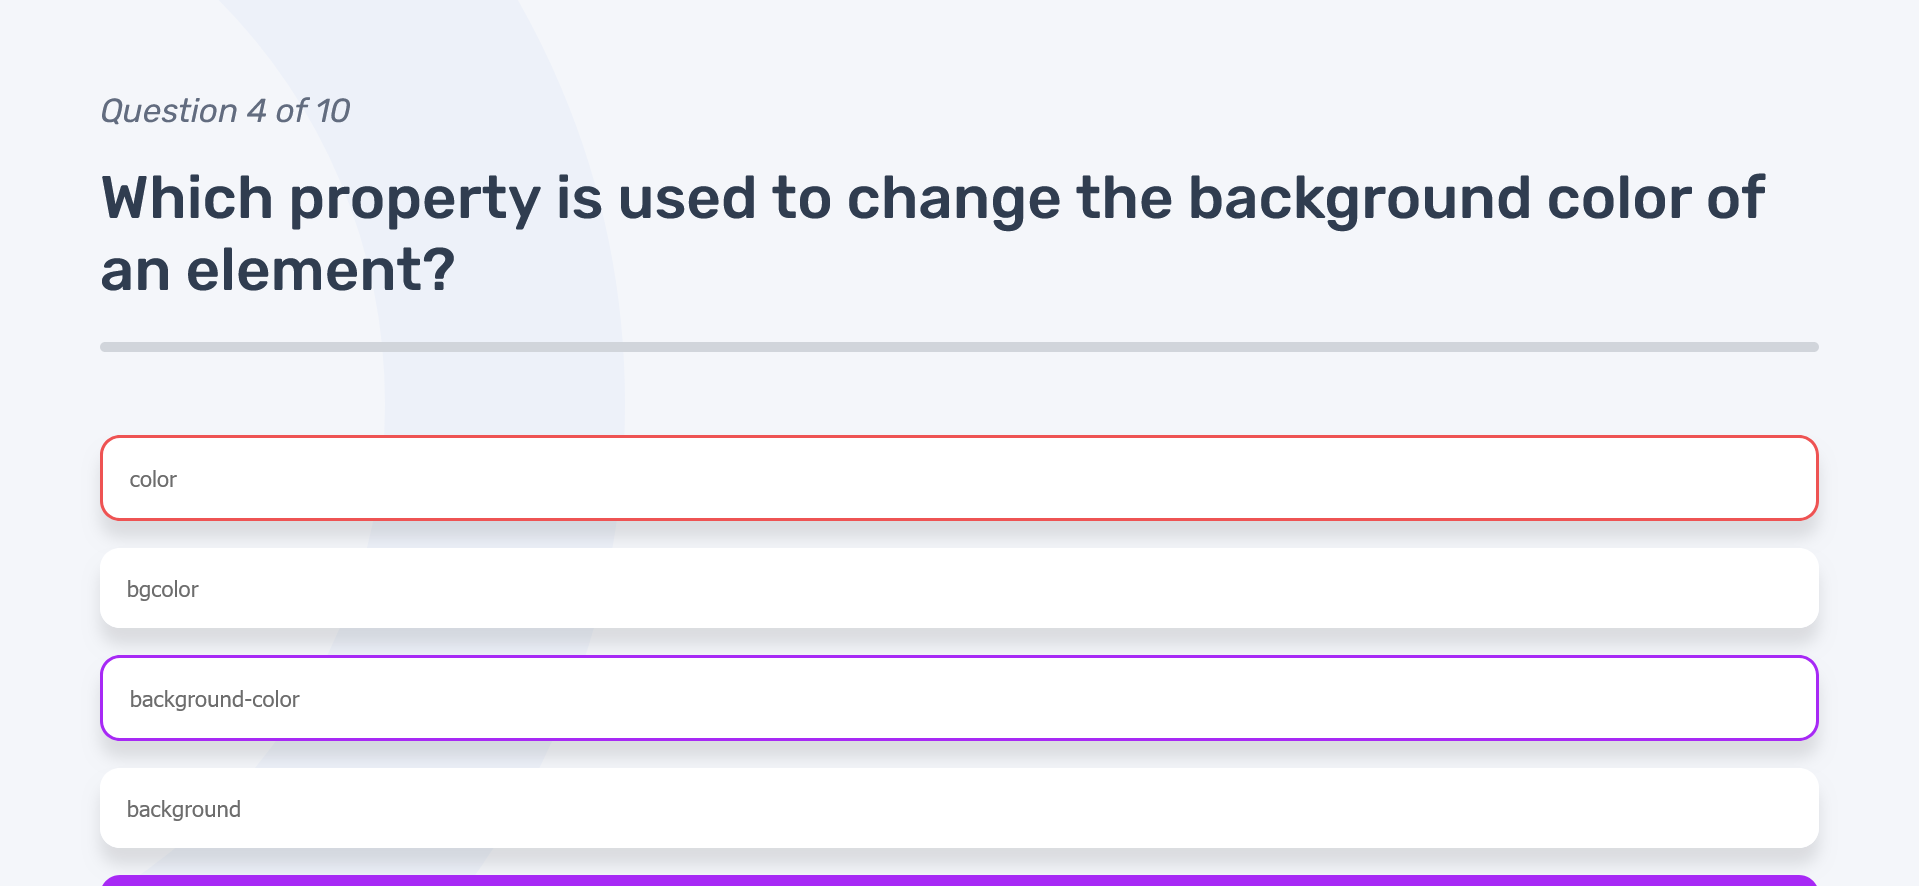 Question 4 of 10
Which property is used to change the background color of
an element?
color
bgcolor
background-color
background